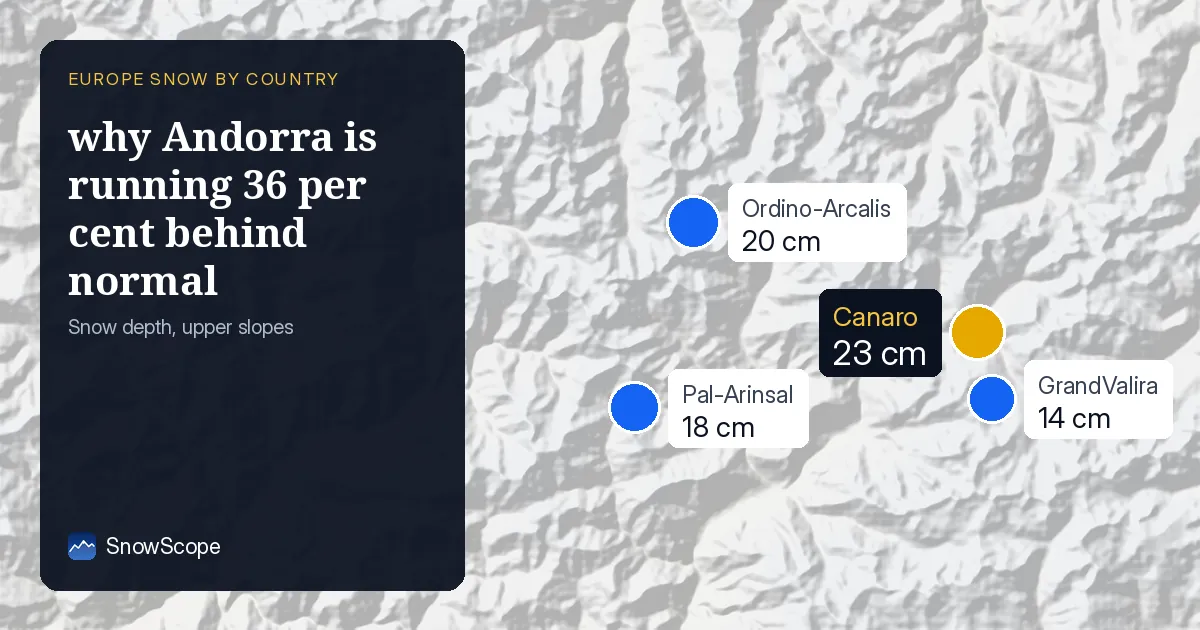 EUROPE SNOW BY COUNTRY
why Andorra is
running 36 per
cent behind
normal
Snow depth, upper slopes
SnowScope
Ordino-Arcalis
20 cm
Canaro
23 cm
GrandValira
14 cm
Pal-Arinsal
18 cm